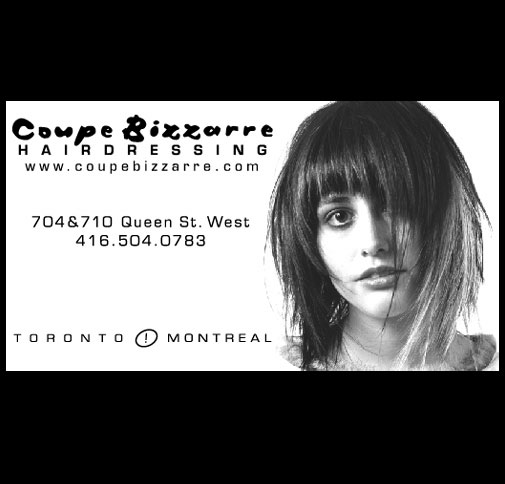 Coupe Bizzarre
HAIRDRESSING
www.coupebizzarre.com
704&710 Queen St. West
416.504.0783
TORONTO ! MONTREAL